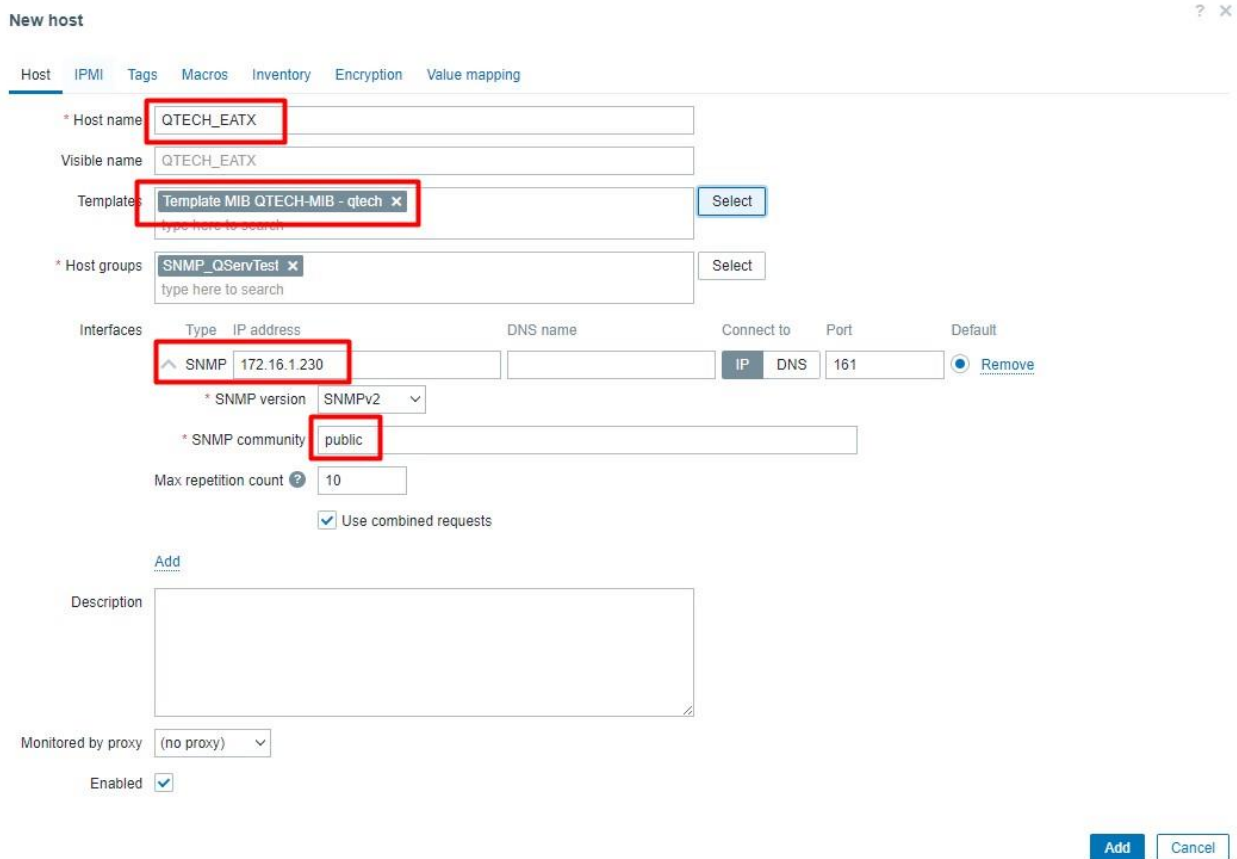 New host ? ×
Host IPMI Tags Macros Inventory Encryption Value mapping
* Host name QTECH_EATX
Visible name QTECH_EATX
Templates Template MIB QTECH-MIB - qtech × Select
type here to search
* Host groups SNMP_QServTest × Select
type here to search
Interfaces Type IP address DNS name Connect to Port Default
SNMP 172.16.1.230 IP DNS 161 Remove
* SNMP version SNMPv2
* SNMP community public
Max repetition count ? 10
Use combined requests
Add
Description
Monitored by proxy (no proxy)
Enabled
Add Cancel